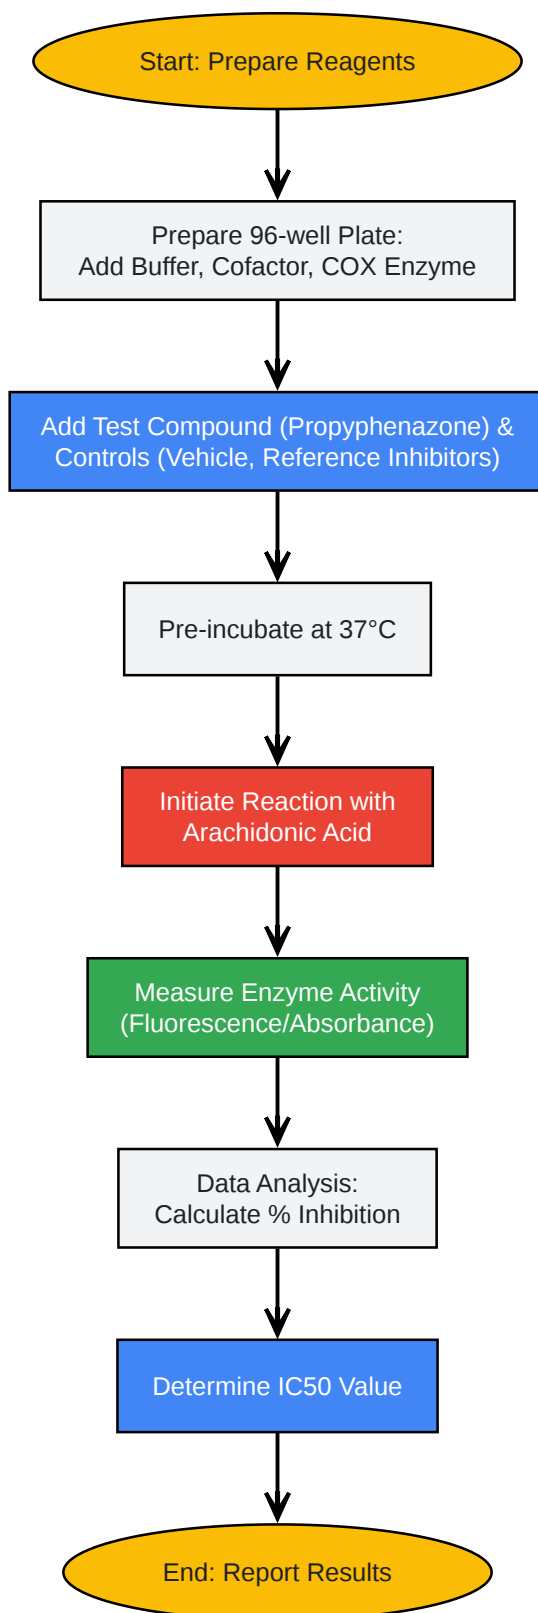 Start: Prepare Reagents
Prepare 96-well Plate:
Add Buffer, Cofactor, COX Enzyme
Add Test Compound (Propyphenazone) &
Controls (Vehicle, Reference Inhibitors)
Pre-incubate at 37°C
Initiate Reaction with
Arachidonic Acid
Measure Enzyme Activity
(Fluorescence/Absorbance)
Data Analysis:
Calculate % Inhibition
Determine IC50 Value
End: Report Results